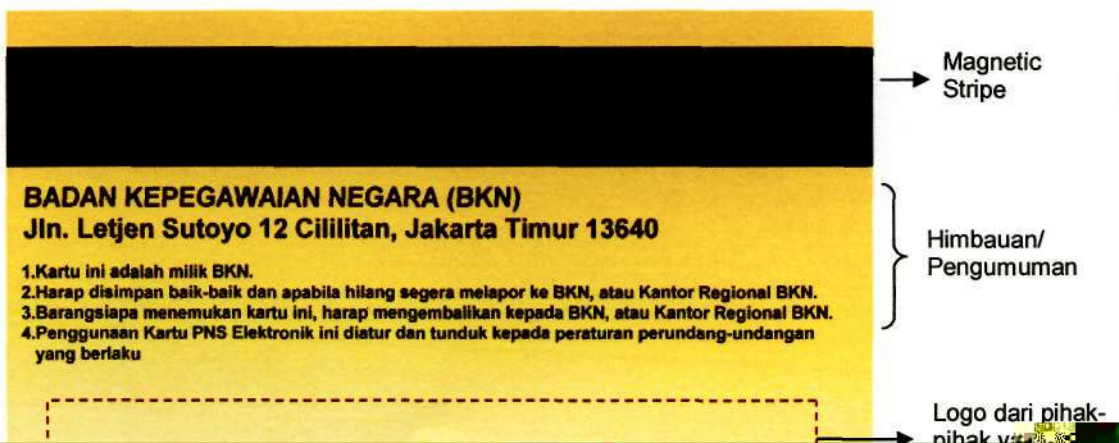 Magnetic
Stripe
BADAN KEPEGAWAIAN NEGARA (BKN)
Jln. Letjen Sutoyo 12 Cililitan, Jakarta Timur 13640
1.Kartu ini adalah milik BKN.
2.Harap disimpan baik-baik dan apabila hilang segera melapor ke BKN, atau Kantor Regional BKN.
3.Barangsiapa menemukan kartu ini, harap mengembalikan kepada BKN, atau Kantor Regional BKN.
4.Penggunaan Kartu PNS Elektronik ini diatur dan tunduk kepada peraturan perundang-undangan
yang berlaku
Himbauan/
Pengumuman
Logo dari pihak-
pihak